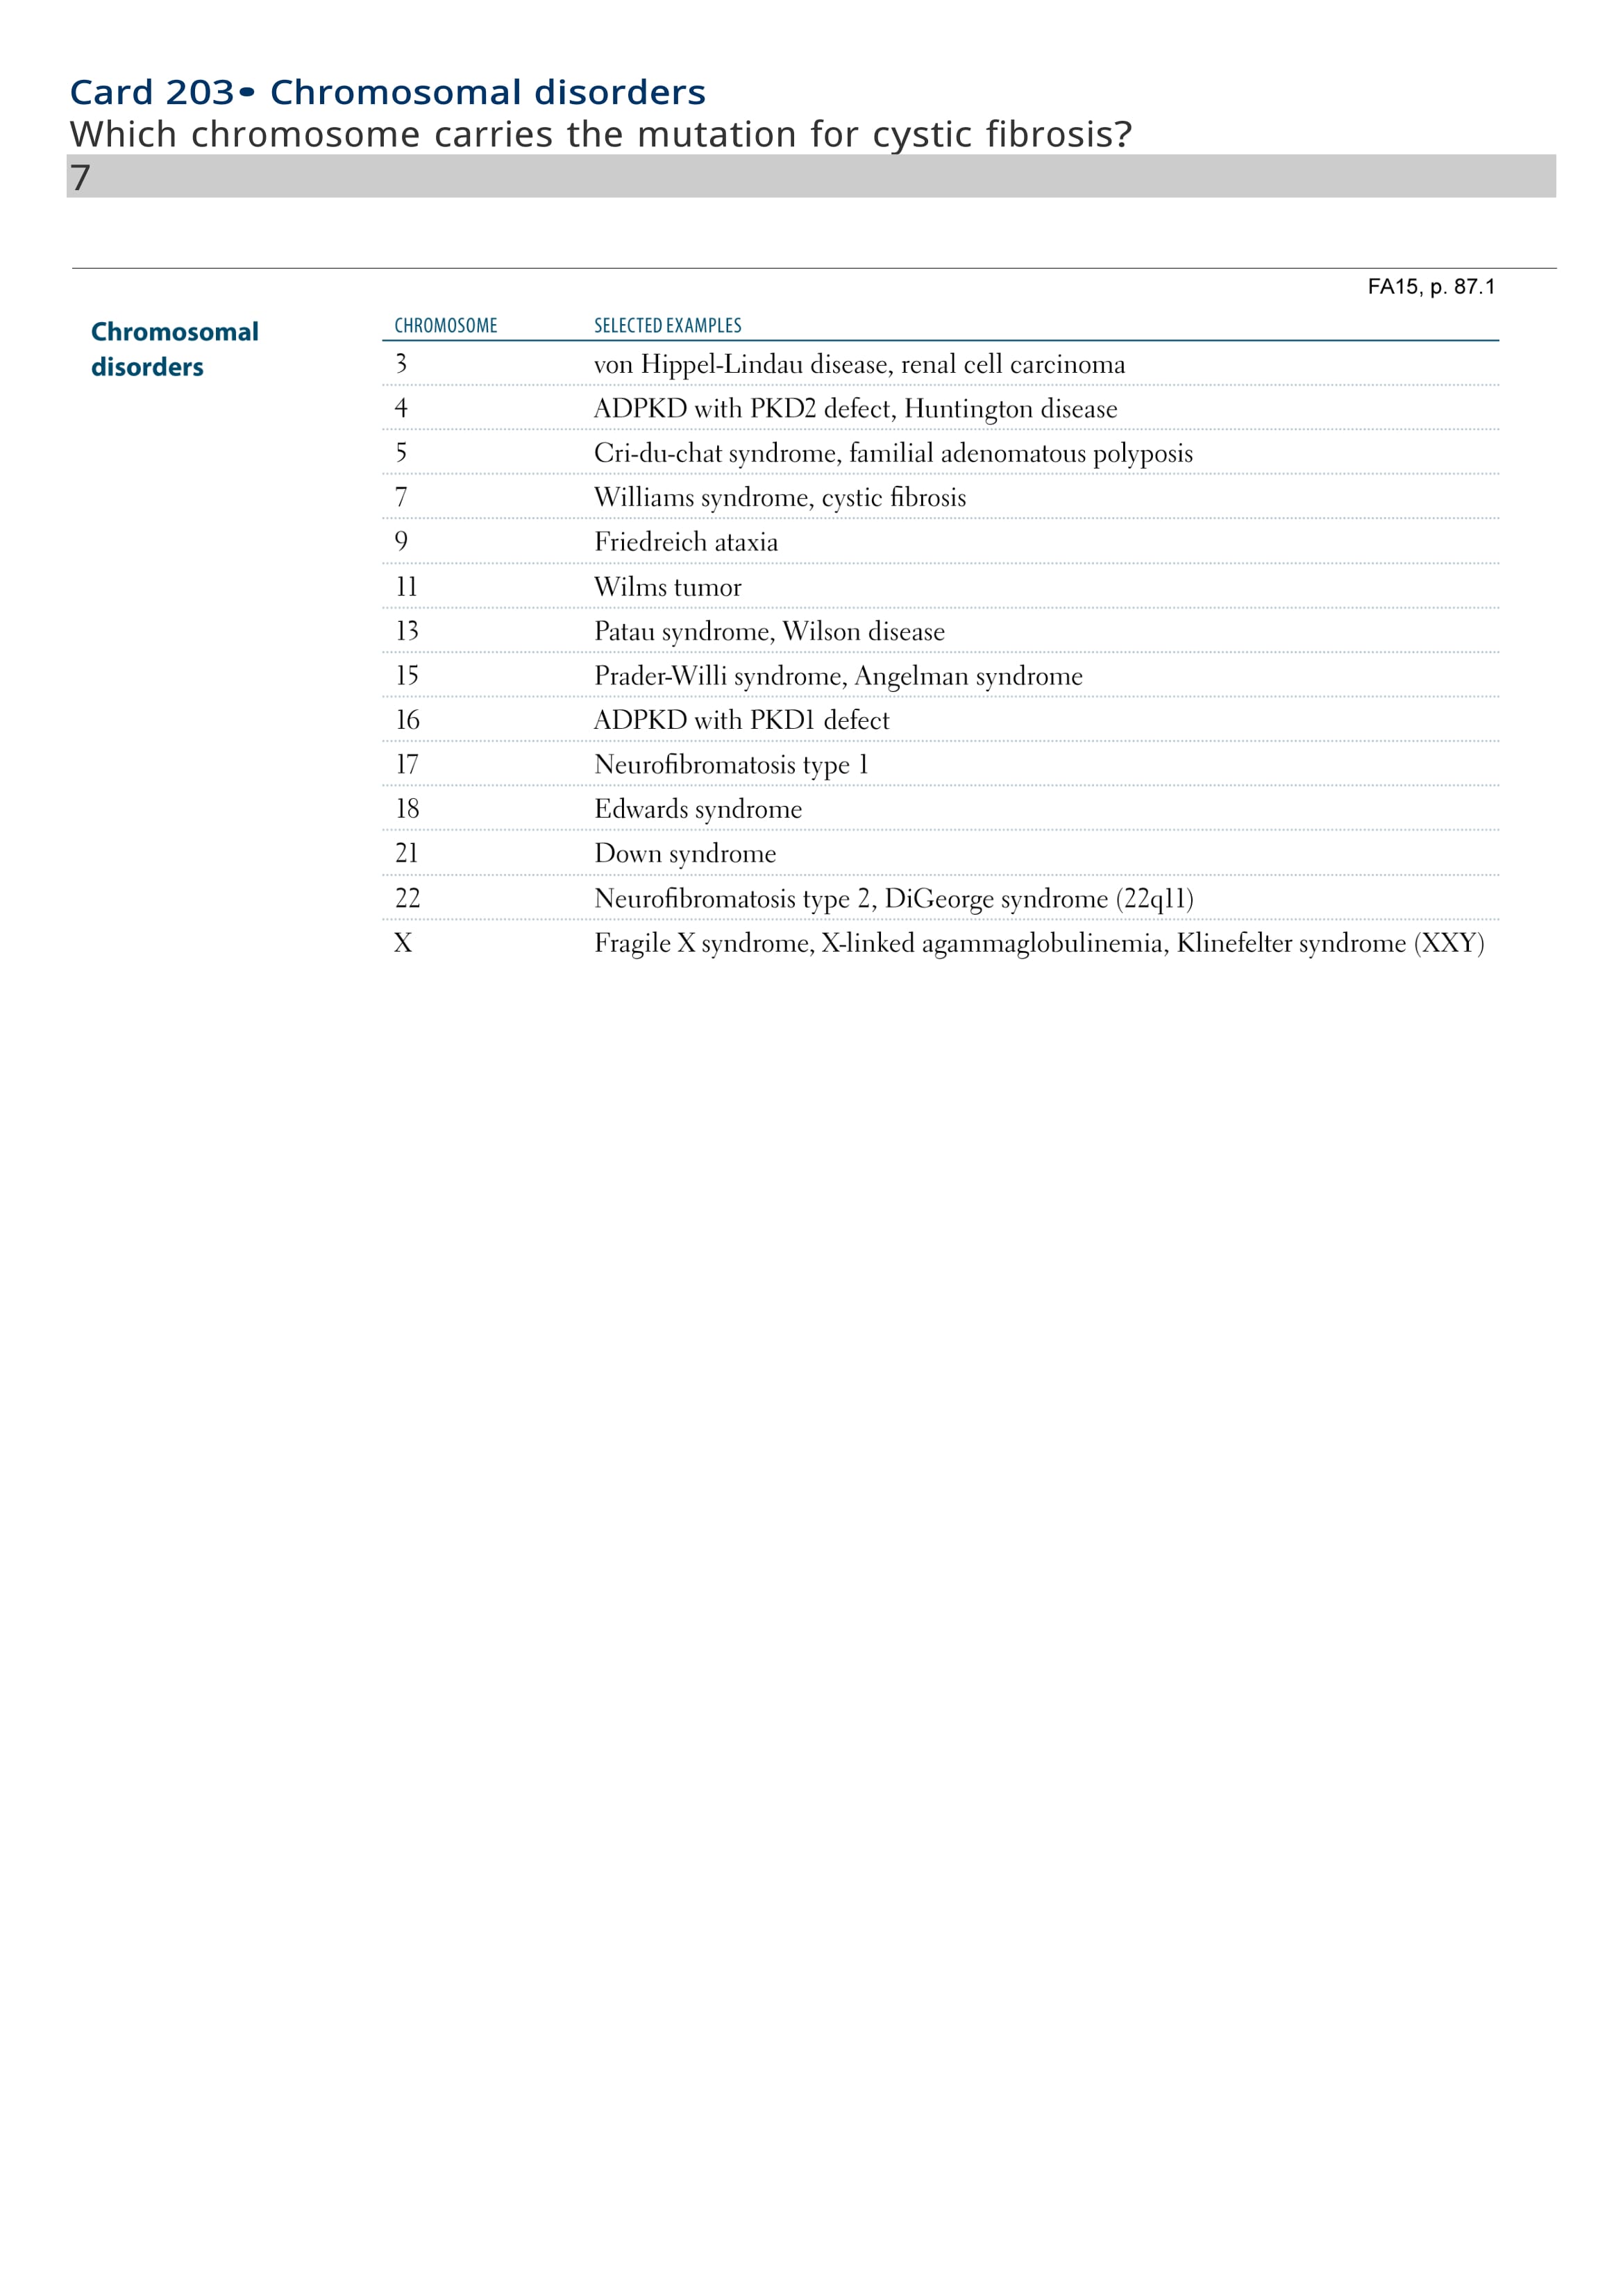 Card 203• Chromosomal disorders
Which chromosome carries the mutation for cystic fibrosis?
7
FA15, p. 87.1
Chromosomal
disorders
CHROMOSOME SELECTED EXAMPLES
3 von Hippel-Lindau disease, renal cell carcinoma
4 ADPKD with PKD2 defect, Huntington disease
5 Cri-du-chat syndrome, familial adenomatous polyposis
7 Williams syndrome, cystic fibrosis
9 Friedreich ataxia
11 Wilms tumor
13 Patau syndrome, Wilson disease
15 Prader-Willi syndrome, Angelman syndrome
16 ADPKD with PKD1 defect
17 Neurofibromatosis type 1
18 Edwards syndrome
21 Down syndrome
22 Neurofibromatosis type 2, DiGeorge syndrome (22q11)
X Fragile X syndrome, X-linked agammaglobulinemia, Klinefelter syndrome (XXY)